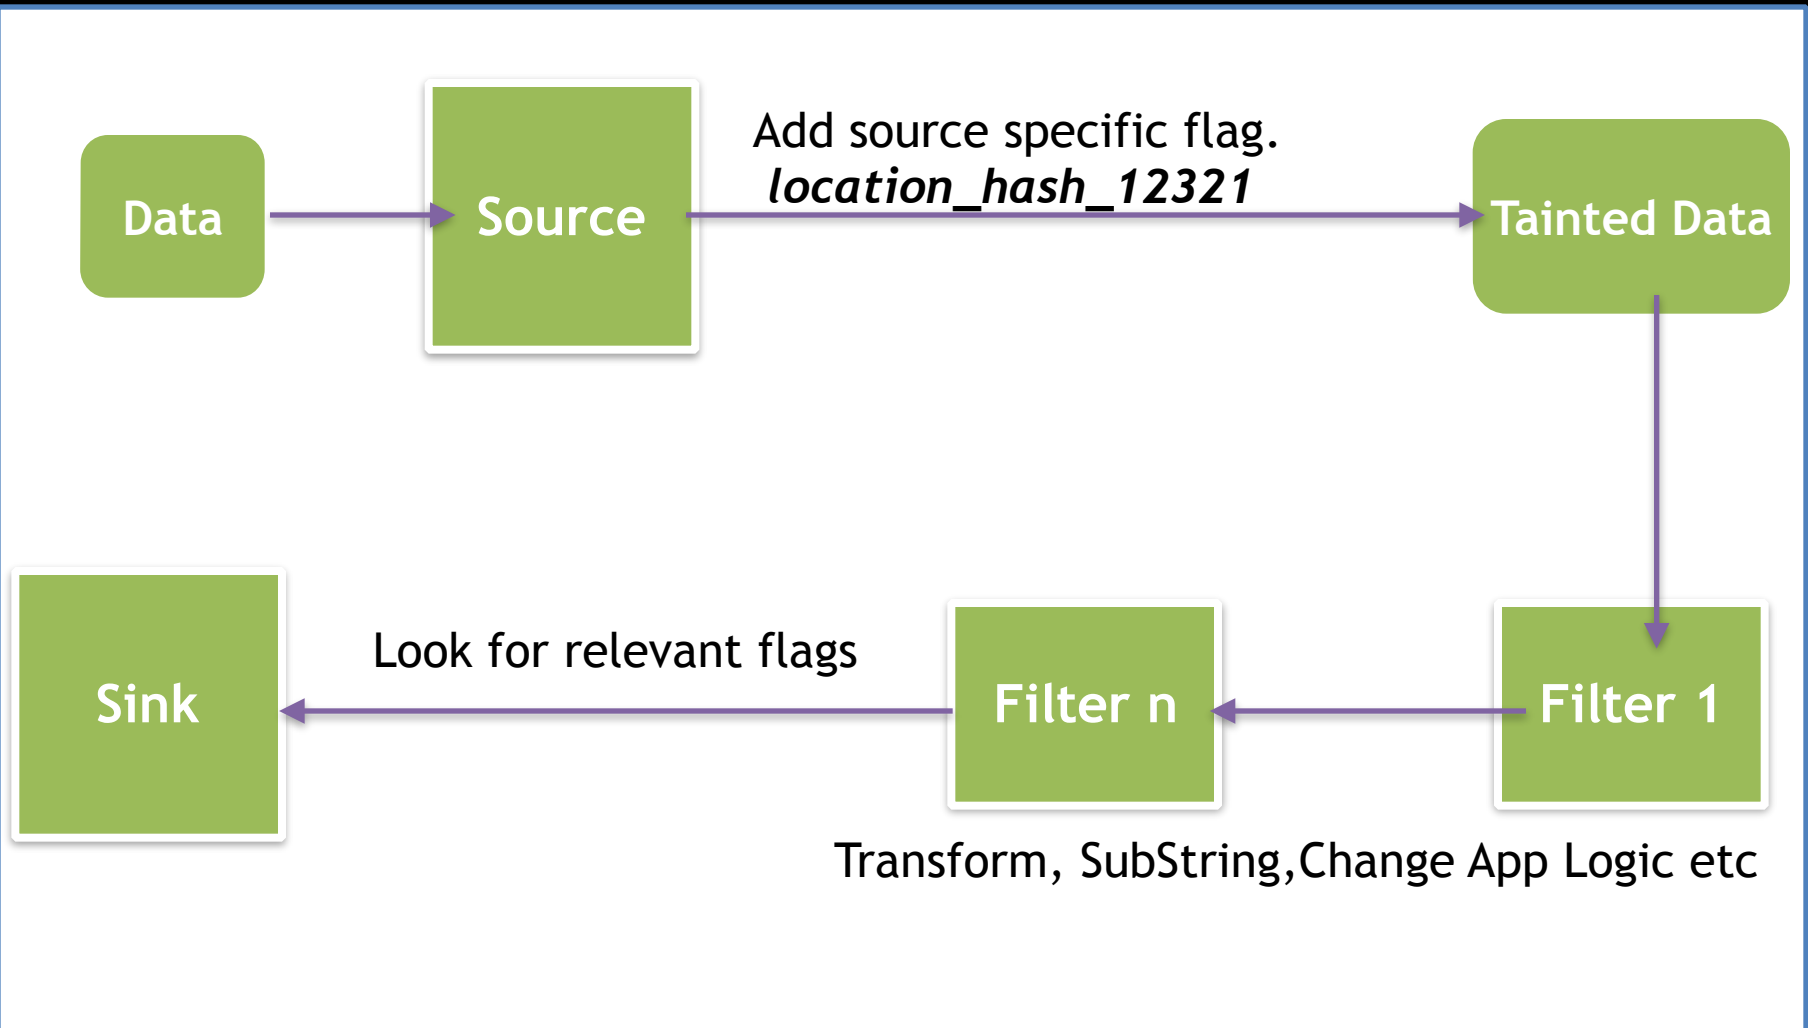 Data
Source
Add source specific flag.
location_hash_12321
Tainted Data
Sink
Look for relevant flags
Filter n
Filter 1
Transform, SubString,Change App Logic etc